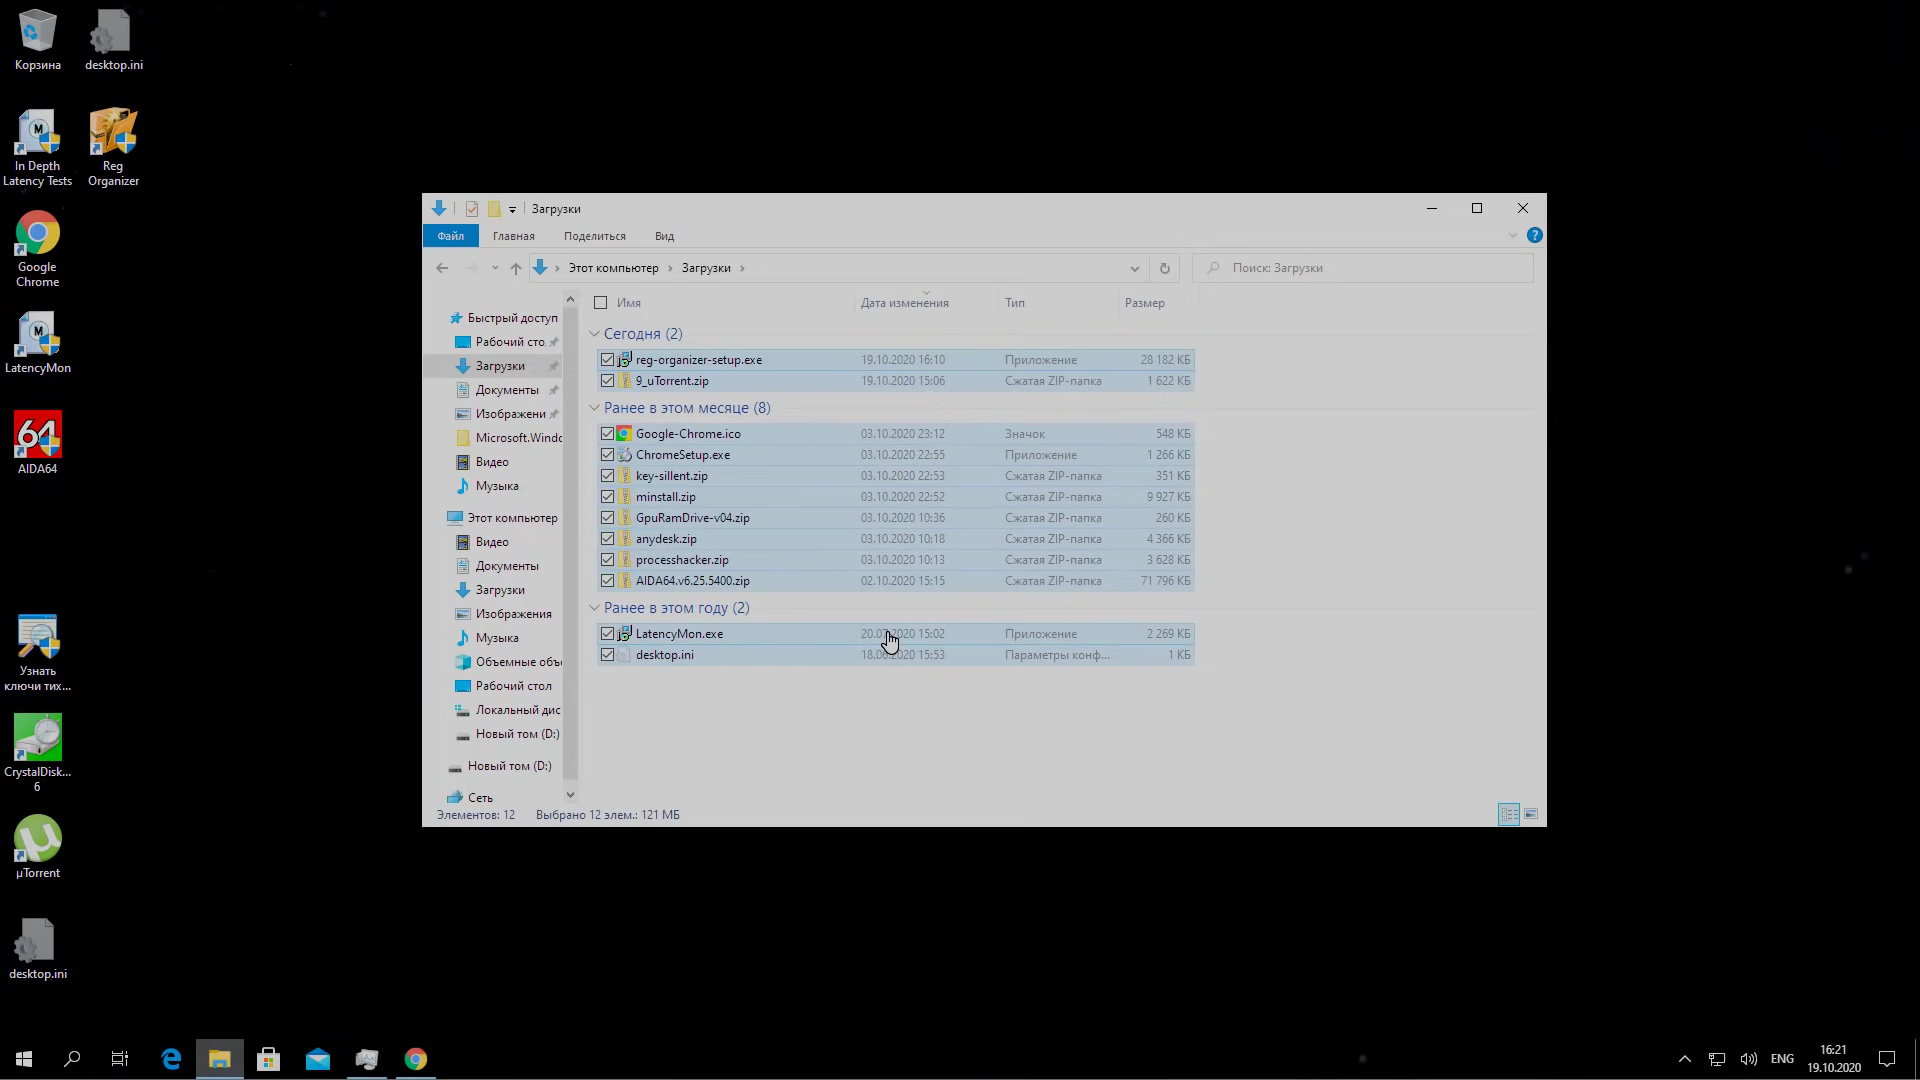 Корзина
desktop.ini
In Depth
Latency Tests
Reg
Organizer
Google
Chrome
LatencyMon
64
AIDA64
Узнать
ключи тих...
CrystalDisk...
6
µTorrent
desktop.ini
Загрузки
Файл
Главная
Поделиться
Вид
Этот компьютер
Загрузки
Поиск: Загрузки
Быстрый доступ
Рабочий сто.
Загрузки
Документы
Изображени
Microsoft.Windo
Видео
Музыка
Этот компьютер
Видео
Документы
Загрузки
Изображения
Музыка
Объемные объ
Рабочий стол
Локальный дис
Новый том (D:)
Новый том (D:)
Сеть
Имя Дата изменения Тип Размер
Сегодня (2)
reg-organizer-setup.exe 19.10.2020 16:10 Приложение 28 182 КБ
9_uTorrent.zip 19.10.2020 15:06 Сжатая ZIP-папка 1 622 КБ
Ранее в этом месяце (8)
Google-Chrome.ico 03.10.2020 23:12 Значок 548 КБ
ChromeSetup.exe 03.10.2020 22:55 Приложение 1 266 КБ
key-sillent.zip 03.10.2020 22:53 Сжатая ZIP-папка 351 КБ
minstall.zip 03.10.2020 22:52 Сжатая ZIP-папка 9 927 КБ
GpuRamDrive-v04.zip 03.10.2020 10:36 Сжатая ZIP-папка 260 КБ
anydesk.zip 03.10.2020 10:18 Сжатая ZIP-папка 4 366 КБ
processhacker.zip 03.10.2020 10:13 Сжатая ZIP-папка 3 628 КБ
AIDA64.v6.25.5400.zip 02.10.2020 15:15 Сжатая ZIP-папка 71 796 КБ
Ранее в этом году (2)
LatencyMon.exe 15:02 Приложение 2 269 КБ
desktop.ini 15:53 Параметры конф... 1 КБ
Элементов: 12 Выбрано 12 элем.: 121 МБ
ENG
16:21
19.10.2020